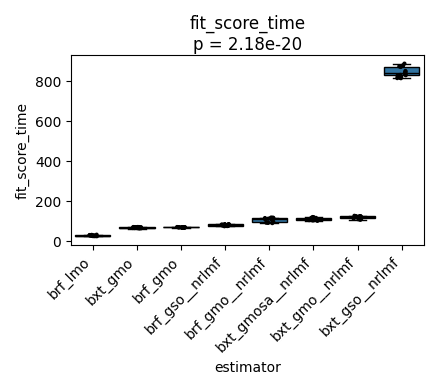 fit_score_time
p = 2.18e-20
fit_score_time
800
600
400
200
0
brf_lmo
bxt_gmo
brf_gmo
brf_gso__nrlmf
brf_gmo__nrlmf
bxt_gmosa__nrlmf
bxt_gmo__nrlmf
bxt_gso__nrlmf
estimator